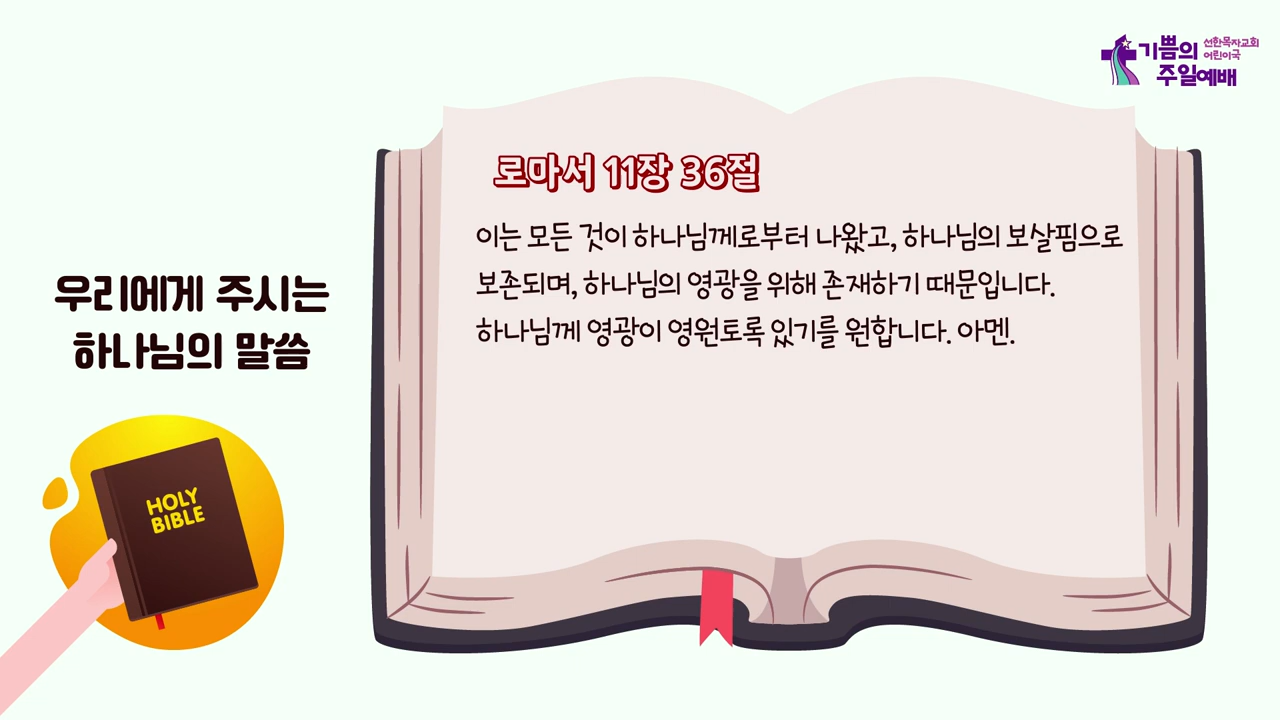 기쁨의
주일예배
선한목자교회
어린이국
로마서 11장 36절
이는 모든 것이 하나님께로부터 나왔고, 하나님의 보살핌으로
보존되며, 하나님의 영광을 위해 존재하기 때문입니다.
하나님께 영광이 영원토록 있기를 원합니다. 아멘.
우리에게 주시는
하나님의 말씀
HOLY
BIBLE